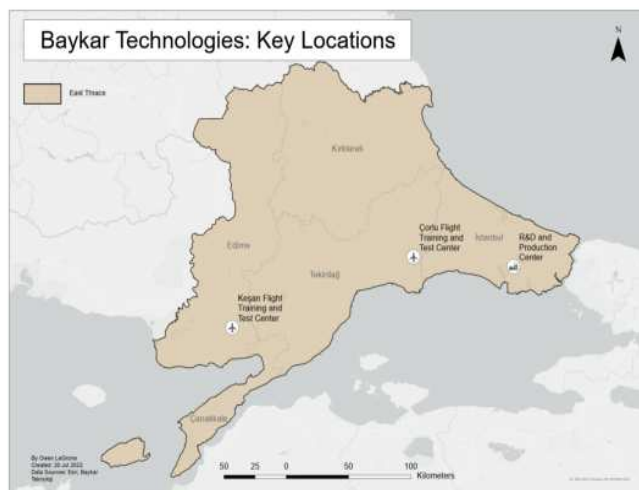 Baykar Technologies: Key Locations
N
East Thrace
Kırklareli
Çorlu Flight
Training and
Test Center
İstanbul
R&D and
Production
Center
Edirne
Tekirdağ
Keşan Flight
Training and
Test Center
Çanakkale
By Owen LeGrone
Created: 20 Jul 2022
Data Sources: Esri, Baykar
Teknoloji
50 25 0 50 100
Kilometers